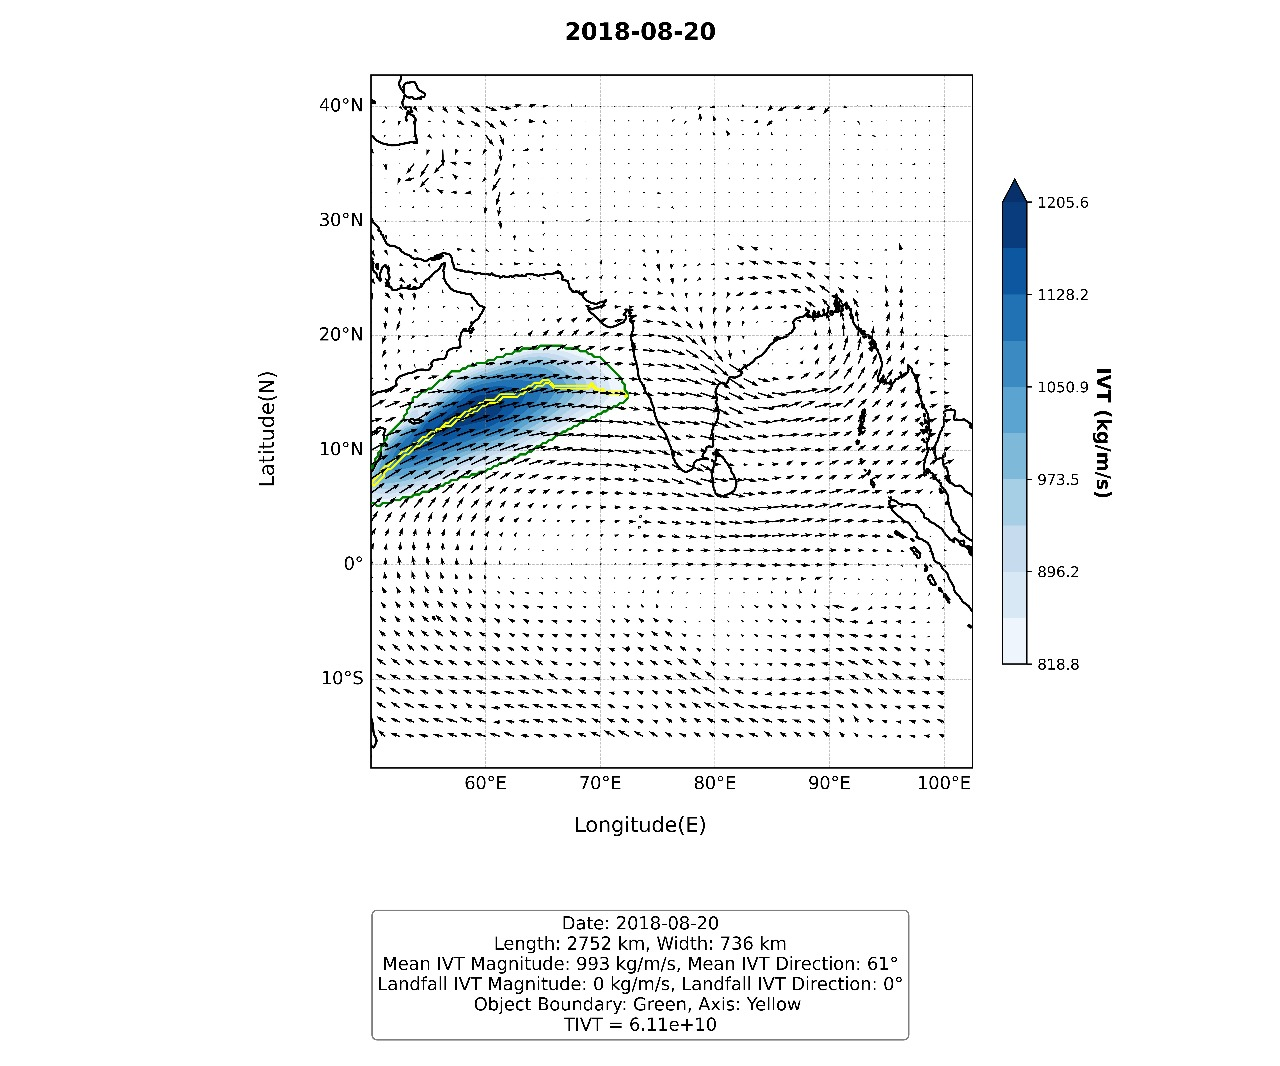 2018-08-20
40°N
30°N
20°N
10°N
0°
10°S
Latitude(N)
60°E 70°E 80°E 90°E 100°E
Longitude(E)
1205.6
1128.2
1050.9
973.5
896.2
818.8
IVT (kg/m/s)
Date: 2018-08-20
Length: 2752 km, Width: 736 km
Mean IVT Magnitude: 993 kg/m/s, Mean IVT Direction: 61°
Landfall IVT Magnitude: 0 kg/m/s, Landfall IVT Direction: 0°
Object Boundary: Green, Axis: Yellow
TIVT = 6.11e+10